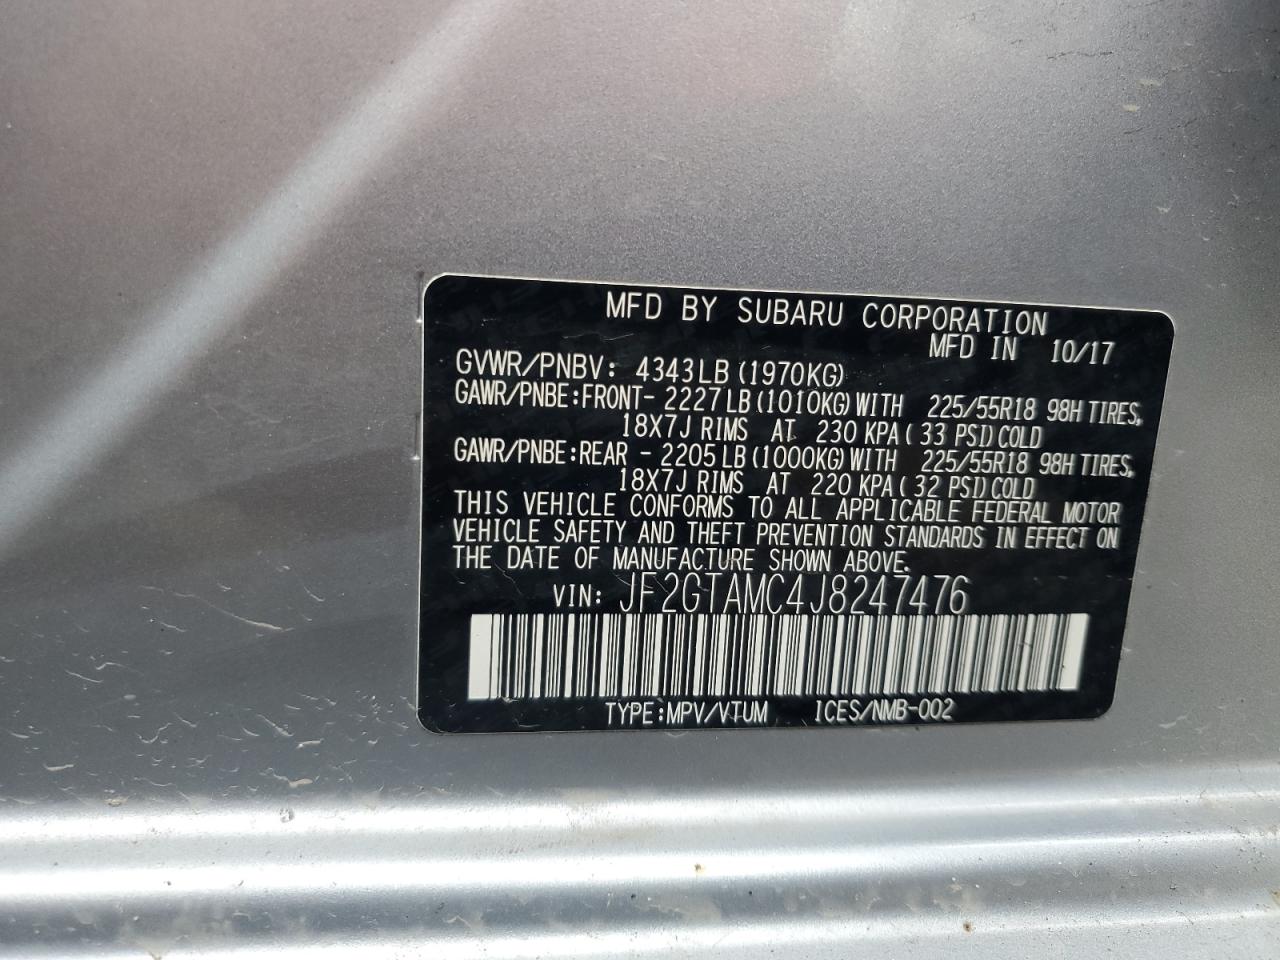 MFD BY SUBARU CORPORATION
MFD IN 10/17
GVWR/PNBV: 4343LB (1970KG)
GAWR/PNBE:FRONT- 2227LB (1010KG) WITH 225/55R18 98H TIRES,
18X7J RIMS AT 230 KPA ( 33 PSI) COLD
GAWR/PNBE:REAR - 2205LB (1000KG) WITH 225/55R18 98H TIRES,
18X7J RIMS AT 220 KPA ( 32 PSI) COLD
THIS VEHICLE CONFORMS TO ALL APPLICABLE FEDERAL MOTOR
VEHICLE SAFETY AND THEFT PREVENTION STANDARDS IN EFFECT ON
THE DATE OF MANUFACTURE SHOWN ABOVE.
VIN: JF2GTAMC4J8247476
TYPE:MPV/VTUM ICES/NMB-002